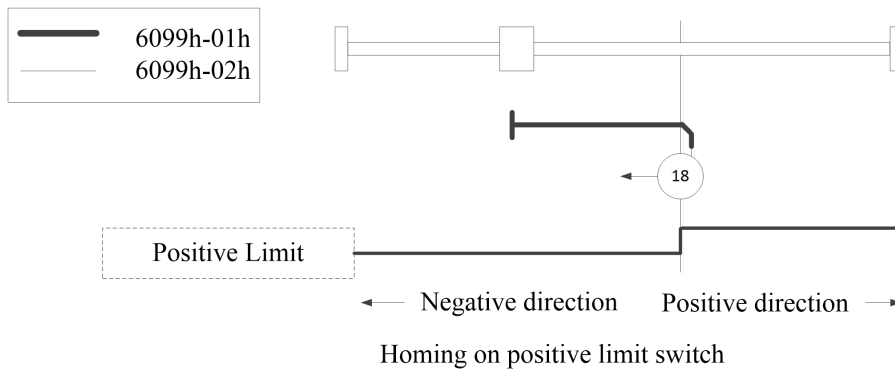 6099h-01h
6099h-02h
18
Positive Limit
Negative direction
Positive direction
Homing on positive limit switch